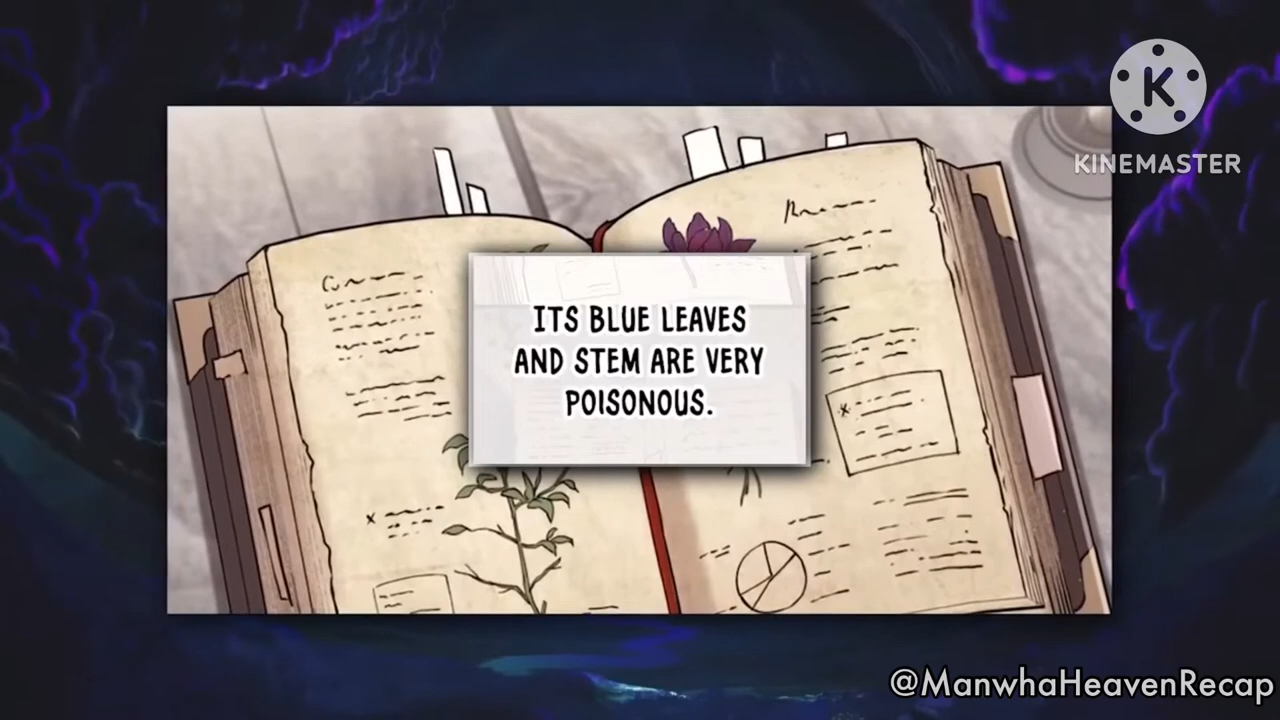 K
KINEMASTER
ITS BLUE LEAVES
AND STEM ARE VERY
POISONOUS.
@ManwhaHeavenRecap